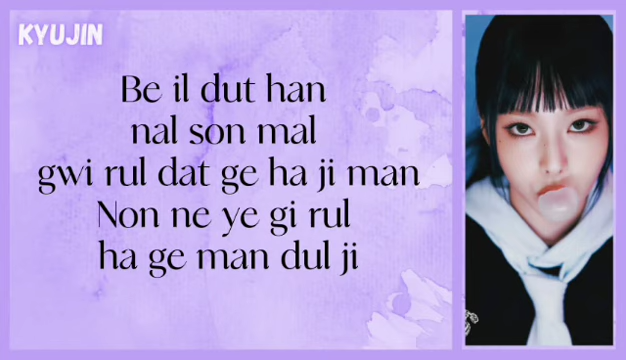 KYUJIN
Be il dut han
nal son mal
gwi rul dat ge ha ji man
Non ne ye gi rul
ha ge man dul ji